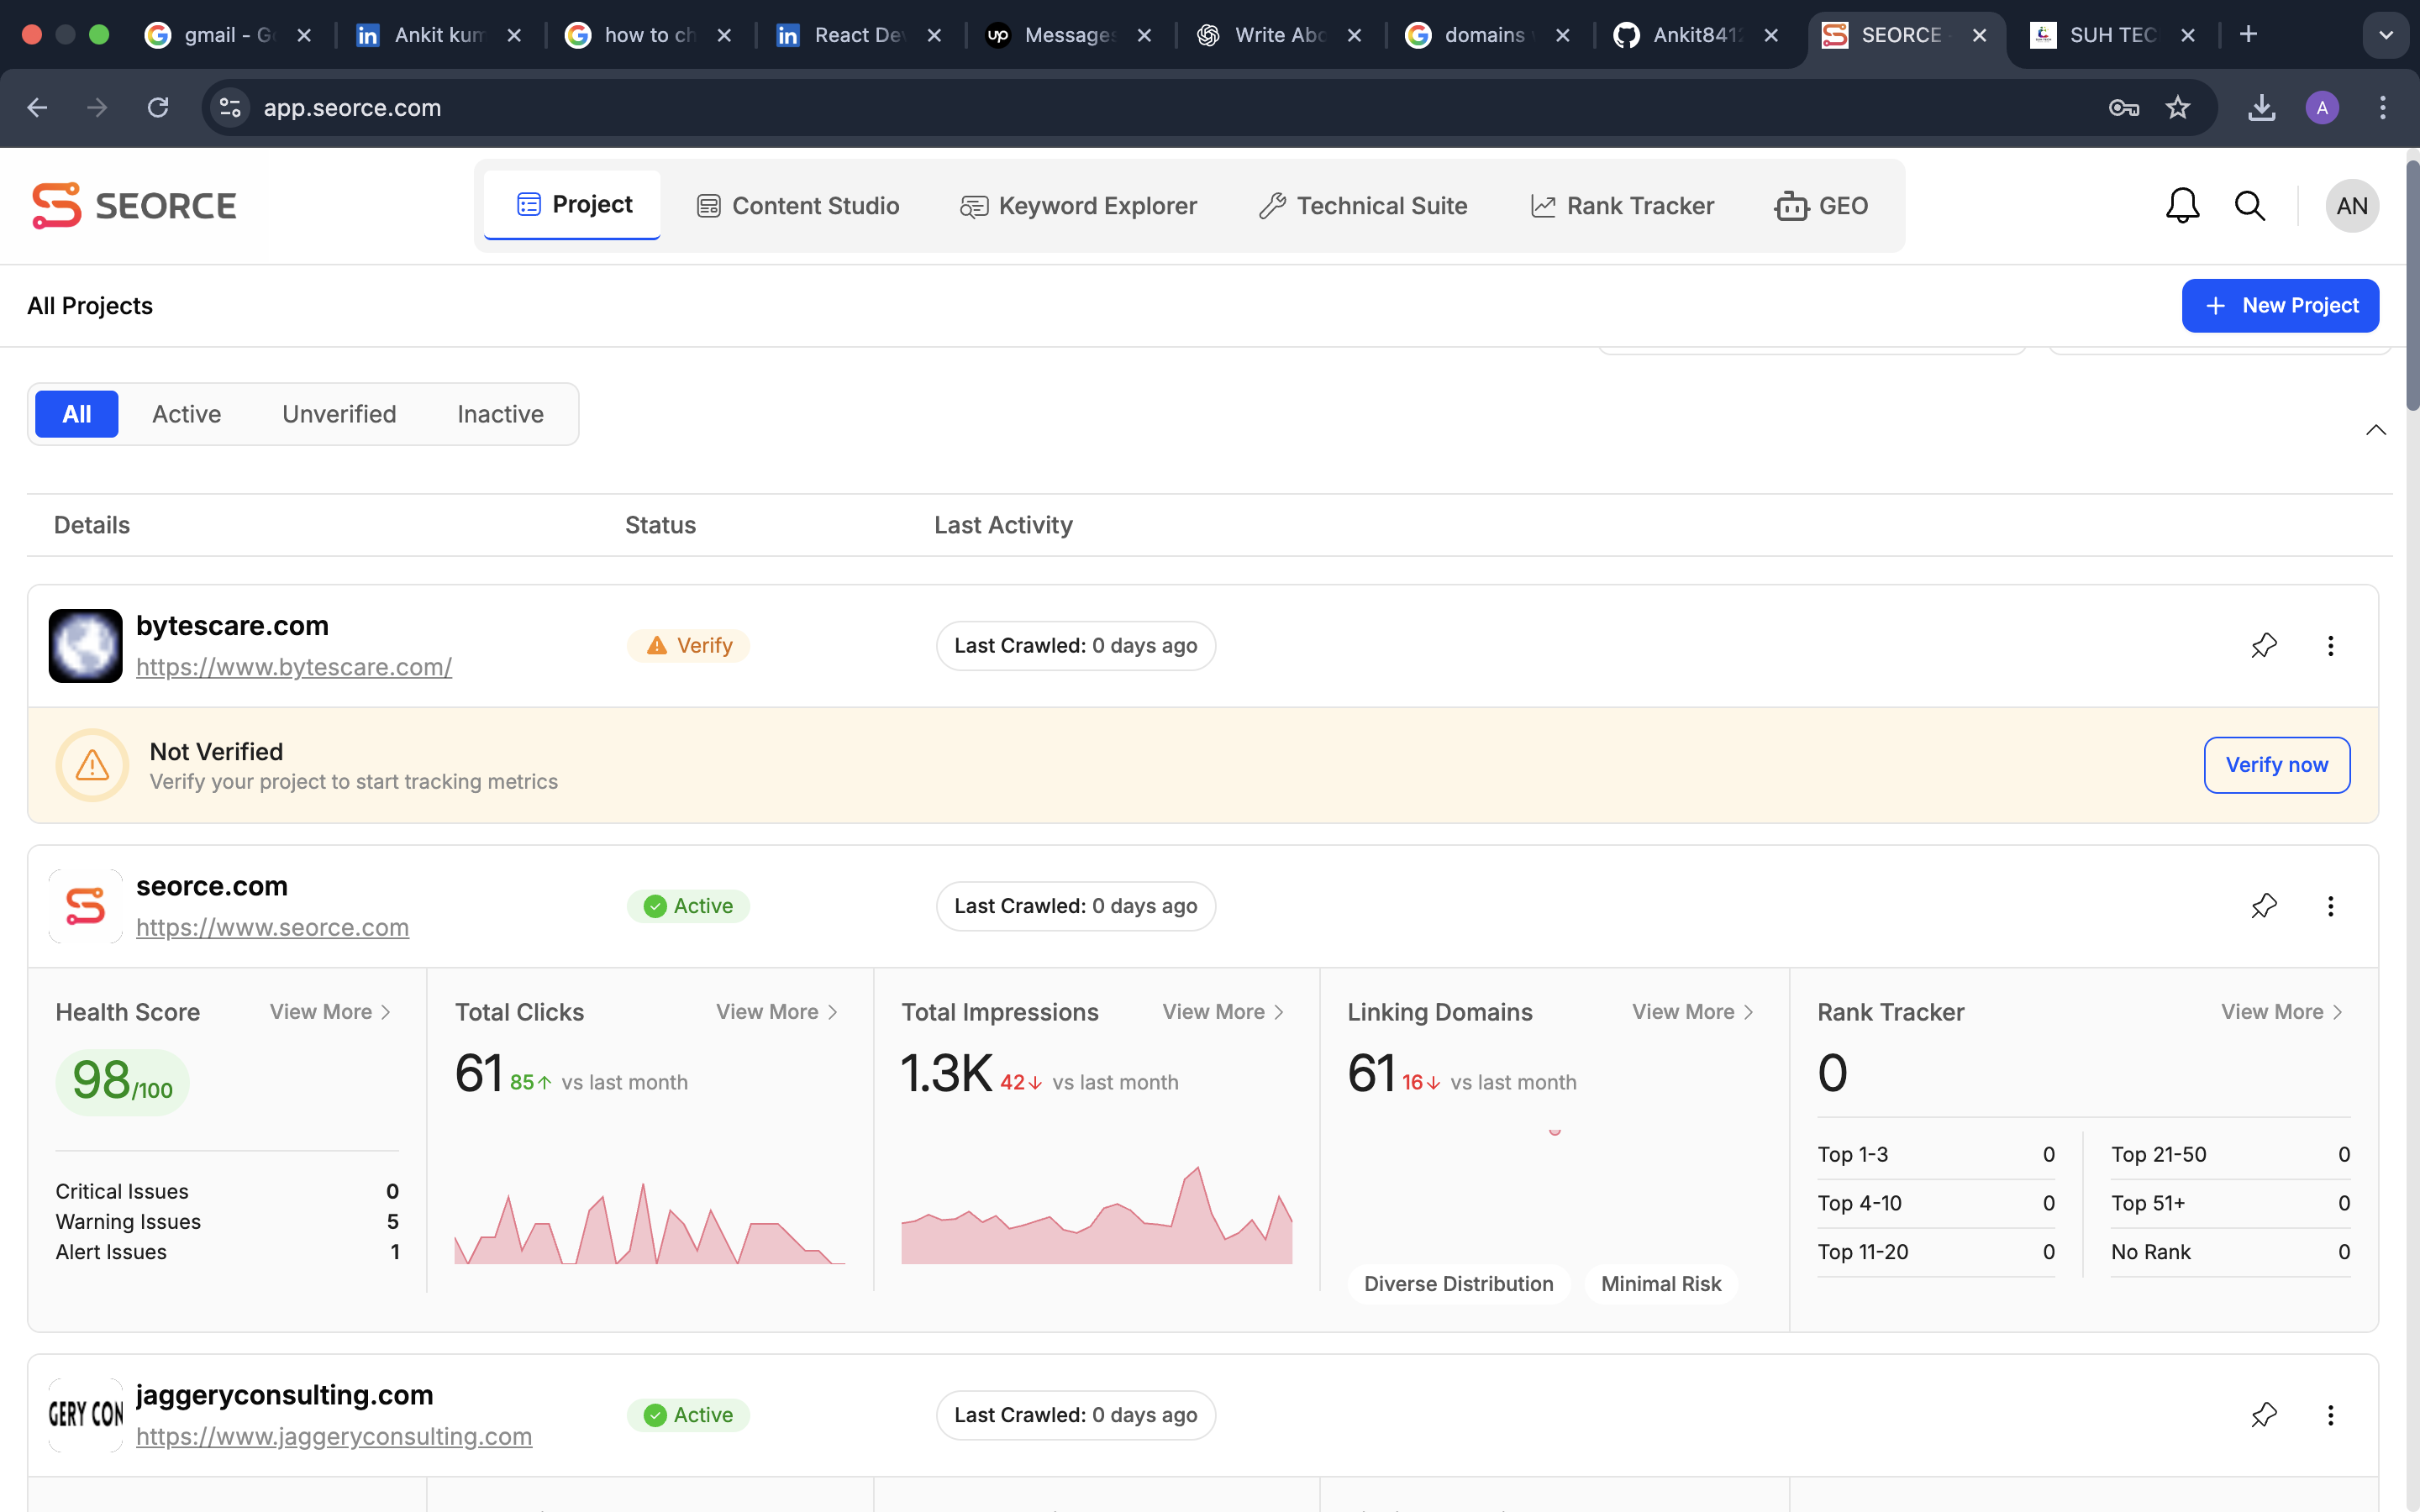 gmail - Go
Ankit kum
how to ch
React Dev
up
Messages
Write Abo
domains
Ankit8412
SEORCE
SUH TEC
app.seorce.com
A
SEORCE
Project
Content Studio
Keyword Explorer
Technical Suite
Rank Tracker
GEO
AN
All Projects
New Project
All
Active
Unverified
Inactive
Details
Status
Last Activity
bytescare.com
https://www.bytescare.com/
Verify
Last Crawled: 0 days ago
Not Verified
Verify your project to start tracking metrics
Verify now
seorce.com
https://www.seorce.com
Active
Last Crawled: 0 days ago
Health Score
View More
98/100
Critical Issues 0
Warning Issues 5
Alert Issues 1
Total Clicks
View More
61 85↑ vs last month
Total Impressions
View More
1.3K 42↓ vs last month
Linking Domains
View More
61 16↓ vs last month
Diverse Distribution
Minimal Risk
Rank Tracker
View More
0
Top 1-3 0
Top 4-10 0
Top 11-20 0
Top 21-50 0
Top 51+ 0
No Rank 0
GERY CON
jaggeryconsulting.com
https://www.jaggeryconsulting.com
Active
Last Crawled: 0 days ago